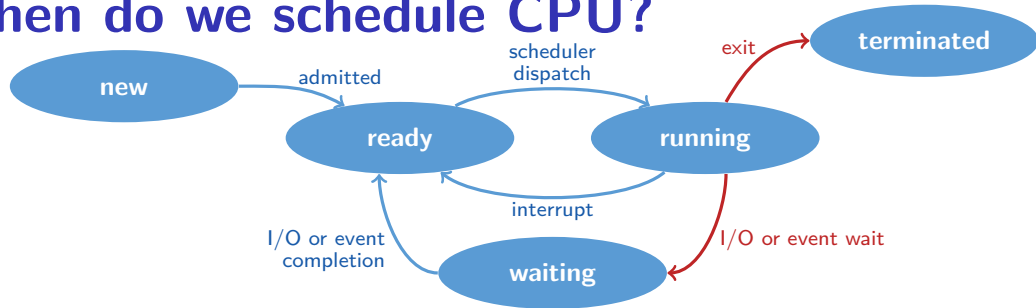 hen do we schedule CPU?
terminated
exit
scheduler
dispatch
admitted
new
ready
running
interrupt
I/O or event
completion
I/O or event wait
waiting